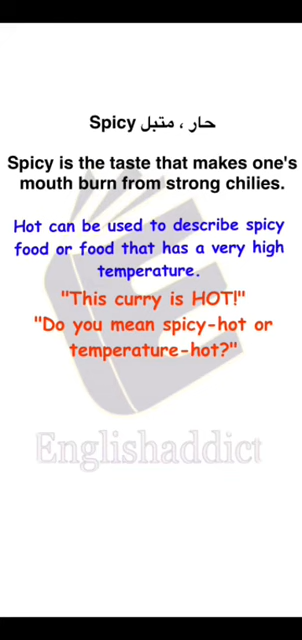 Spicy حار ، متبل
Spicy is the taste that makes one's
mouth burn from strong chilies.
Hot can be used to describe spicy
food or food that has a very high
temperature.
"This curry is HOT!"
"Do you mean spicy-hot or
temperature-hot?"
Englishaddict